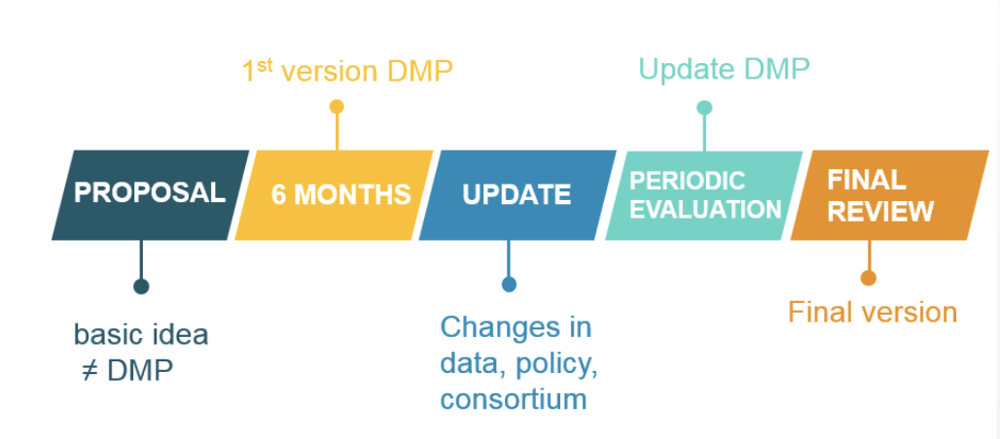 1st version DMP
Update DMP
PROPOSAL
6 MONTHS
UPDATE
PERIODIC
EVALUATION
FINAL
REVIEW
basic idea
≠ DMP
Changes in
data, policy,
consortium
Final version